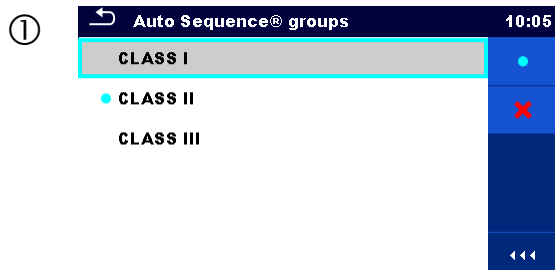 ①
Auto Sequence® groups 10:05
CLASS I
CLASS II
CLASS III